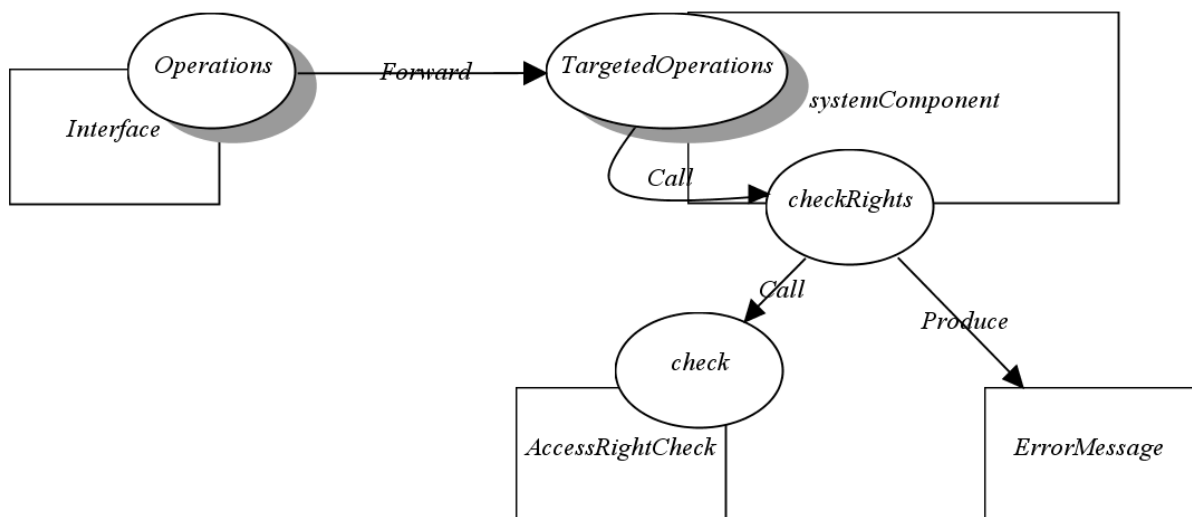 Operations
Forward
TargetedOperations
systemComponent
Interface
Call
checkRights
Call
Produce
check
AccessRightCheck
ErrorMessage